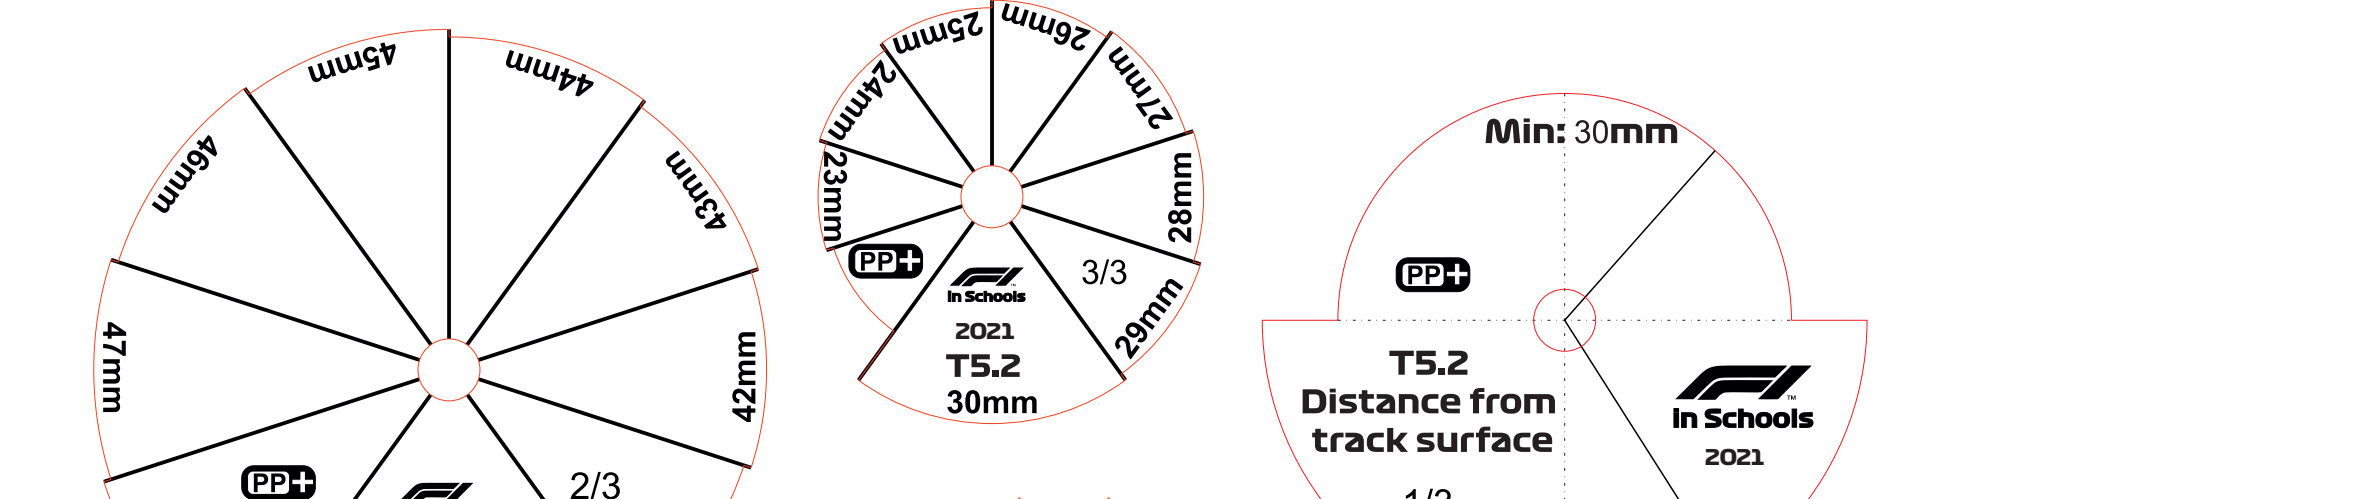 45mm
44mm
46mm
43mm
47mm
42mm
PP+
2/3
25mm
26mm
24mm
27mm
23mm
28mm
PP+
3/3
29mm
in Schools
2021
T5.2
30mm
Min: 30mm
PP+
T5.2
Distance from
track surface
in Schools
2021